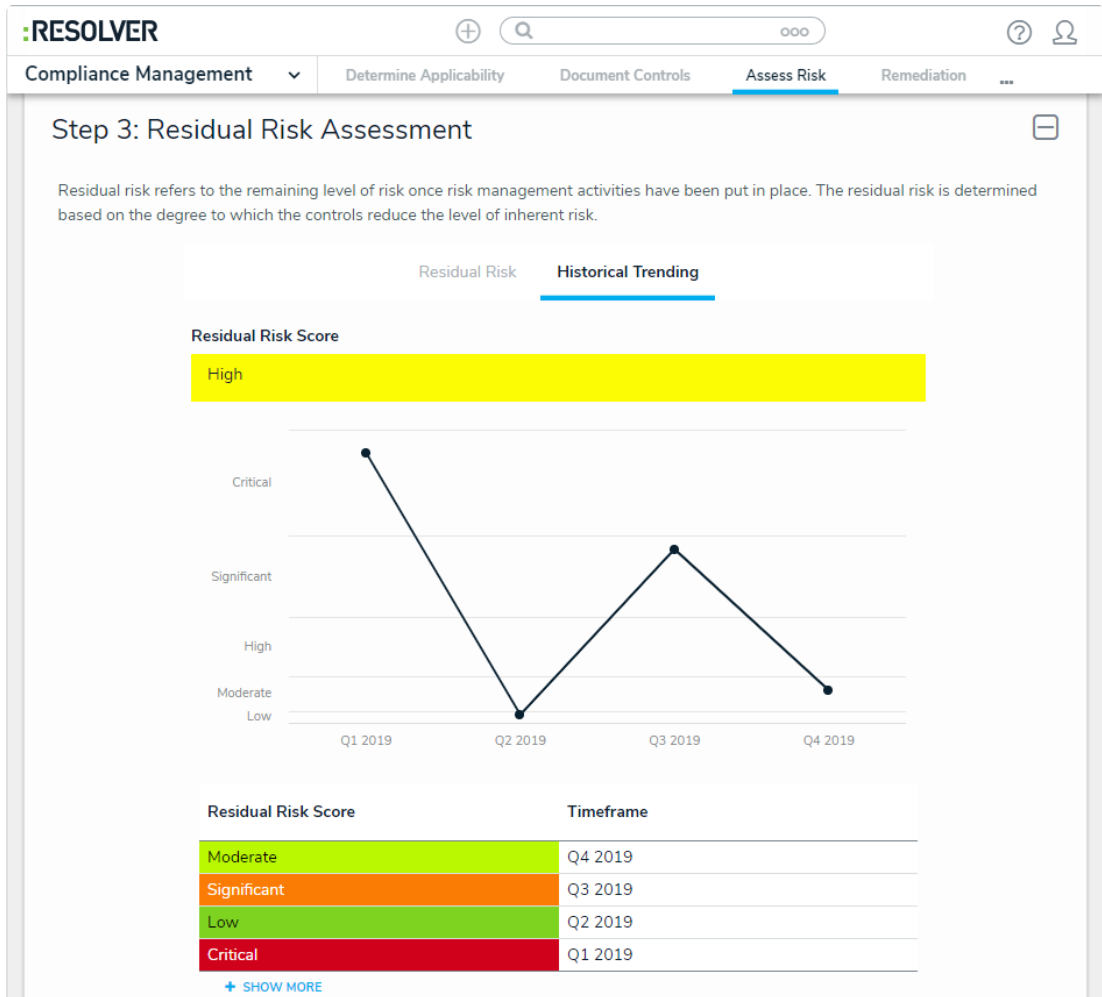 :RESOLVER
Compliance Management Determine Applicability Document Controls Assess Risk Remediation ...
Step 3: Residual Risk Assessment
Residual risk refers to the remaining level of risk once risk management activities have been put in place. The residual risk is determined
based on the degree to which the controls reduce the level of inherent risk.
Residual Risk Historical Trending
Residual Risk Score
High
Critical
Significant
High
Moderate
Low
Q1 2019 Q2 2019 Q3 2019 Q4 2019
Residual Risk Score Timeframe
Moderate Q4 2019
Significant Q3 2019
Low Q2 2019
Critical Q1 2019
+ SHOW MORE